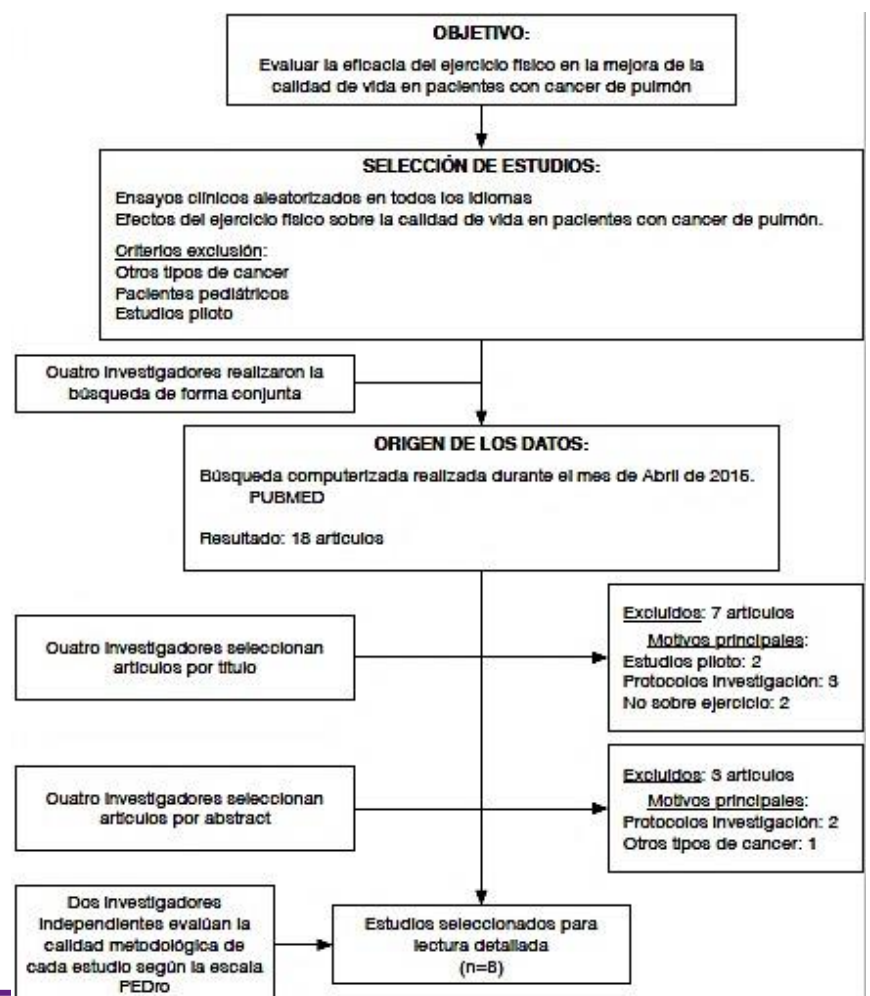 OBJETIVO:
Evaluar la eficacia del ejercicio físico en la mejora de la
calidad de vida en pacientes con cancer de pulmón
SELECCIÓN DE ESTUDIOS:
Ensayos clínicos aleatorizados en todos los idiomas
Efectos del ejercicio físico sobre la calidad de vida en pacientes con cancer de pulmón.
Criterios exclusión:
Otros tipos de cancer
Pacientes pediátricos
Estudios piloto
Cuatro investigadores realizaron la
búsqueda de forma conjunta
ORIGEN DE LOS DATOS:
Búsqueda computerizada realizada durante el mes de Abril de 2015.
PUBMED
Resultado: 18 artículos
Cuatro investigadores seleccionan
artículos por título
Excluidos: 7 artículos
Motivos principales:
Estudios piloto: 2
Protocolos investigación: 3
No sobre ejercicio: 2
Cuatro investigadores seleccionan
artículos por abstract
Excluidos: 3 artículos
Motivos principales:
Protocolos investigación: 2
Otros tipos de cancer: 1
Dos investigadores
independientes evalúan la
calidad metodológica de
cada estudio según la escala
PEDro
Estudios seleccionados para
lectura detallada
(n=8)